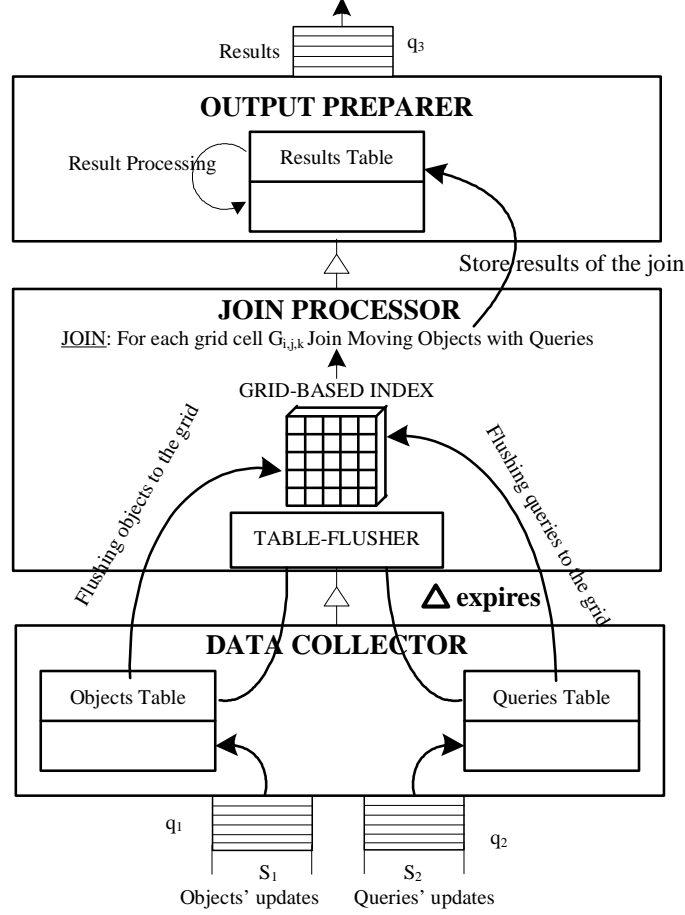 Results
q₃
OUTPUT PREPARER
Result Processing
Results Table
Store results of the join
JOIN PROCESSOR
JOIN: For each grid cell Gᵢ,ⱼ,ₖ Join Moving Objects with Queries
GRID-BASED INDEX
Flushing objects to the grid
Flushing queries to the grid
TABLE-FLUSHER
Δ expires
DATA COLLECTOR
Objects Table
Queries Table
q₁
q₂
S₁
S₂
Objects’ updates
Queries’ updates